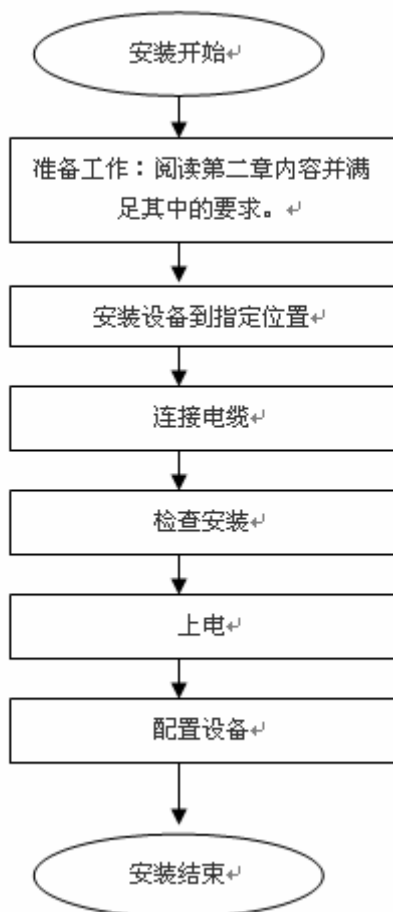 安装开始↵
准备工作：阅读第二章内容并满
足其中的要求。↵
安装设备到指定位置↵
连接电缆↵
检查安装↵
上电↵
配置设备↵
安装结束↵